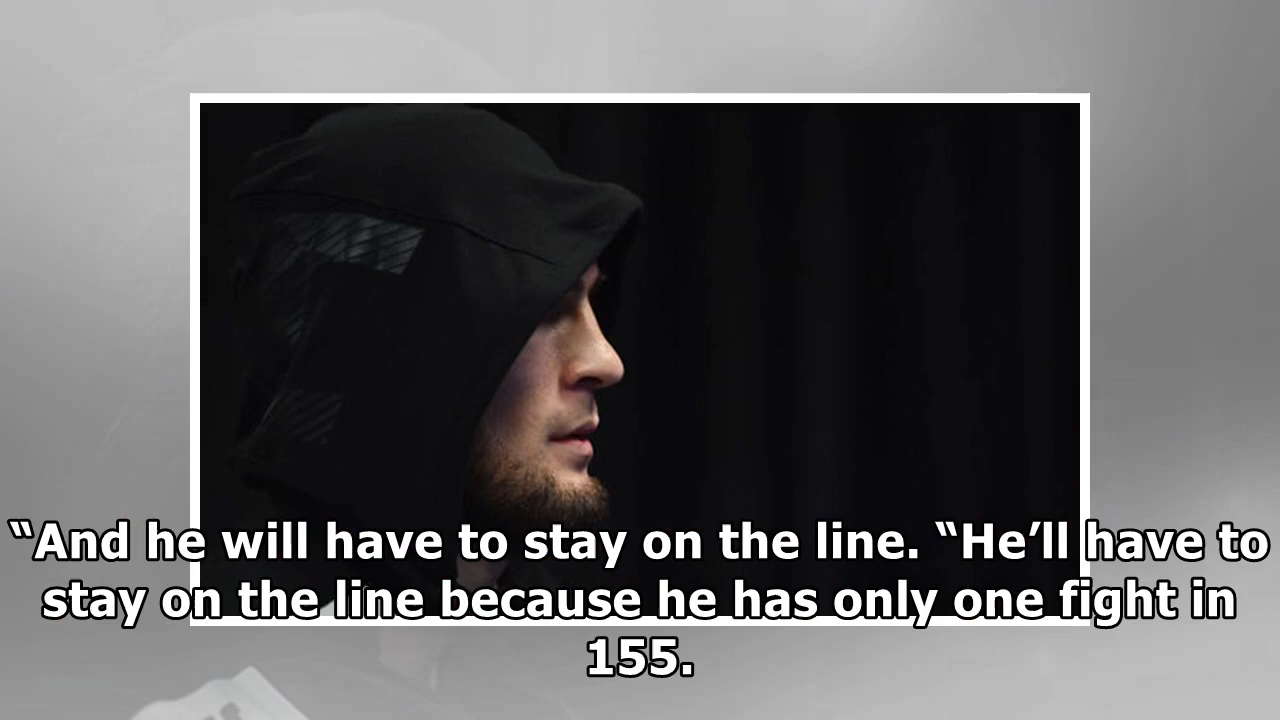 “And he will have to stay on the line. “He’ll have to
stay on the line because he has only one fight in
155.